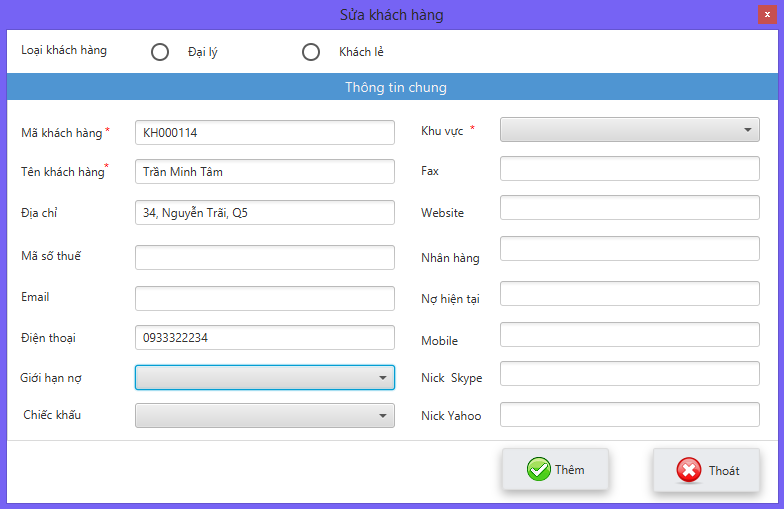 Sửa khách hàng
x
Loại khách hàng Đại lý Khách lẻ
Thông tin chung
Mã khách hàng * KH000114 Khu vực *
Tên khách hàng * Trần Minh Tâm Fax
Địa chỉ 34, Nguyễn Trãi, Q5 Website
Mã số thuế Nhãn hàng
Email Nợ hiện tại
Điện thoại 0933322234 Mobile
Giới hạn nợ Nick Skype
Chiếc khấu Nick Yahoo
Thêm Thoát